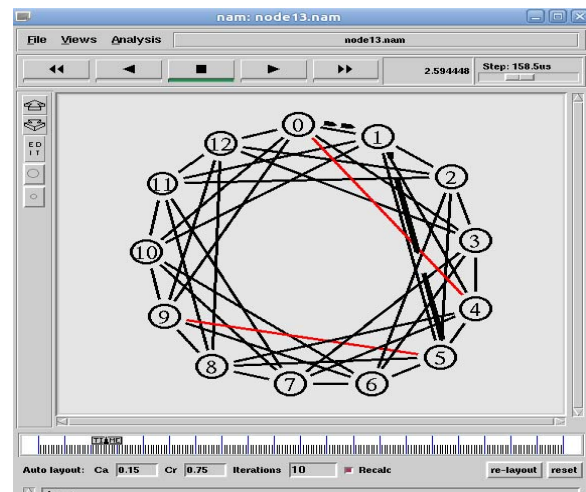 nam: node13.nam
File Views Analysis node13.nam
2.594448 Step: 158.5us
E D
I T
0
1
12
2
11
3
10
4
9
5
8
7
6
TIME
Auto layout: Ca 0.15 Cr 0.75 Iterations 10 Recalc re-layout reset